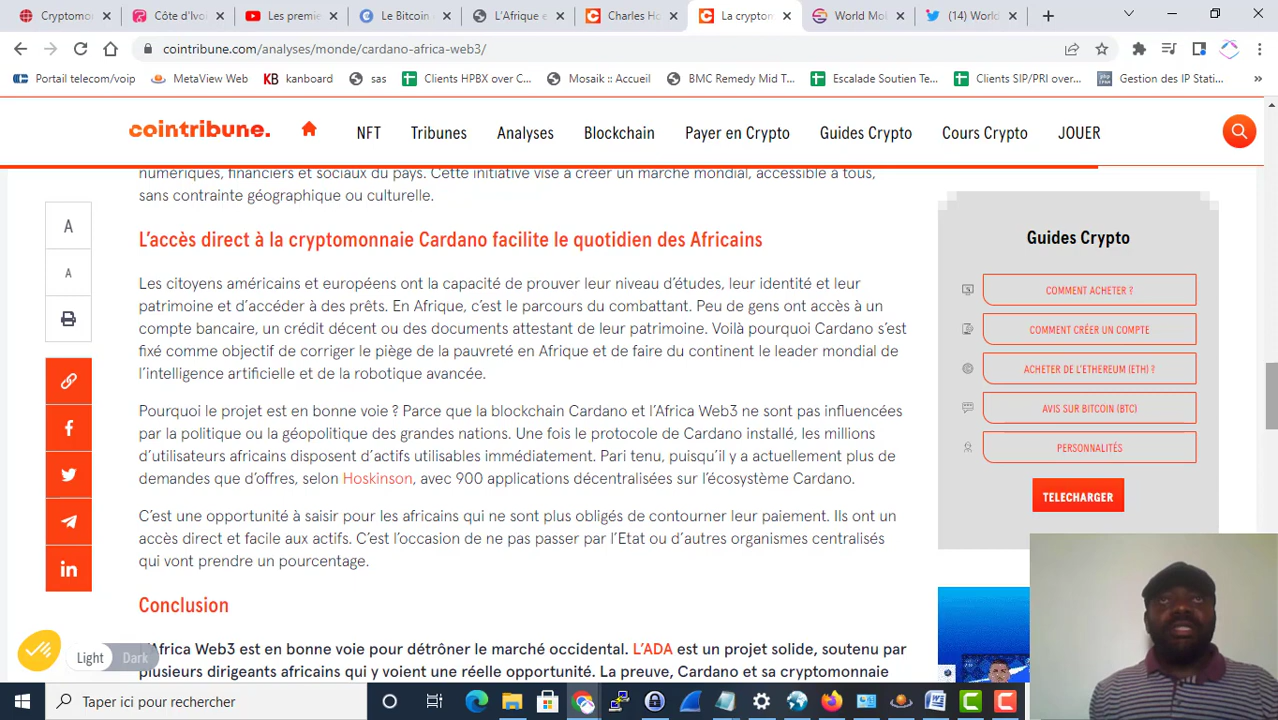 Cryptomo
Côte d'Ivo
Les premie
Le Bitcoin
L'Afrique e
Charles Ho
La crypton
World Mo
(14) World
cointribune.com/analyses/monde/cardano-africa-web3/
Portail telecom/voip
MetaView Web
KB kanboard
sas
Clients HPBX over C...
Mosaik :: Accueil
BMC Remedy Mid T...
Escalade Soutien Te...
Clients SIP/PRI over...
Gestion des IP Stati...
»
cointribune.
NFT
Tribunes
Analyses
Blockchain
Payer en Crypto
Guides Crypto
Cours Crypto
JOUER
numériques, financiers et sociaux du pays. Cette initiative vise à créer un marché mondial, accessible à tous,
sans contrainte géographique ou culturelle.
A
A
L'accès direct à la cryptomonnaie Cardano facilite le quotidien des Africains
Les citoyens américains et européens ont la capacité de prouver leur niveau d'études, leur identité et leur
patrimoine et d'accéder à des prêts. En Afrique, c'est le parcours du combattant. Peu de gens ont accès à un
compte bancaire, un crédit décent ou des documents attestant de leur patrimoine. Voilà pourquoi Cardano s'est
fixé comme objectif de corriger le piège de la pauvreté en Afrique et de faire du continent le leader mondial de
l'intelligence artificielle et de la robotique avancée.
Pourquoi le projet est en bonne voie ? Parce que la blockchain Cardano et l'Africa Web3 ne sont pas influencées
par la politique ou la géopolitique des grandes nations. Une fois le protocole de Cardano installé, les millions
d'utilisateurs africains disposent d'actifs utilisables immédiatement. Pari tenu, puisqu'il y a actuellement plus de
demandes que d'offres, selon Hoskinson, avec 900 applications décentralisées sur l'écosystème Cardano.
C'est une opportunité à saisir pour les africains qui ne sont plus obligés de contourner leur paiement. Ils ont un
accès direct et facile aux actifs. C'est l'occasion de ne pas passer par l'Etat ou d'autres organismes centralisés
qui vont prendre un pourcentage.
Conclusion
L'Africa Web3 est en bonne voie pour détrôner le marché occidental. L'ADA est un projet solide, soutenu par
plusieurs dirigeants africains qui y voient une réelle opportunité. La preuve, Cardano et sa cryptomonnaie
Guides Crypto
COMMENT ACHETER ?
COMMENT CRÉER UN COMPTE
ACHETER DE L'ETHEREUM (ETH) ?
AVIS SUR BITCOIN (BTC)
PERSONNALITÉS
TELECHARGER
Light
Dark
Taper ici pour rechercher